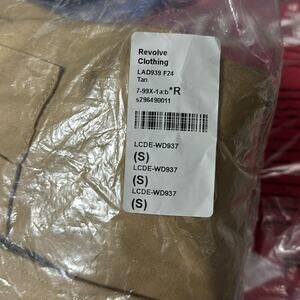 Revolve
Clothing
LAD939 F24
Tan
7-99X-1a:b*R
s296490011
LCDE-WD937
(S)
LCDE-WD937
(S)
LCDE-WD937
(S)